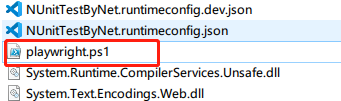 NUnitTestByNet.runtimeconfig.dev.json
NUnitTestByNet.runtimeconfig.json
playwright.ps1
System.Runtime.CompilerServices.Unsafe.dll
System.Text.Encodings.Web.dll